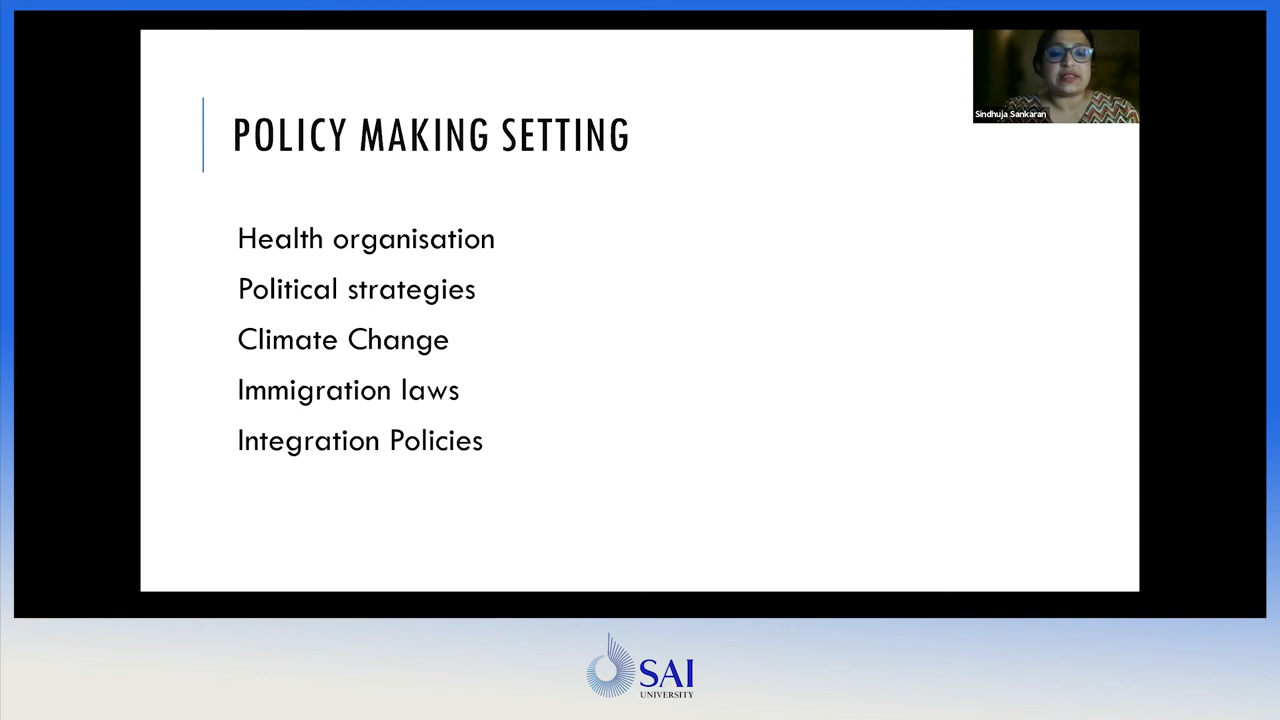 Sindhuja Sankaran
POLICY MAKING SETTING
Health organisation
Political strategies
Climate Change
Immigration laws
Integration Policies
SAI
UNIVERSITY